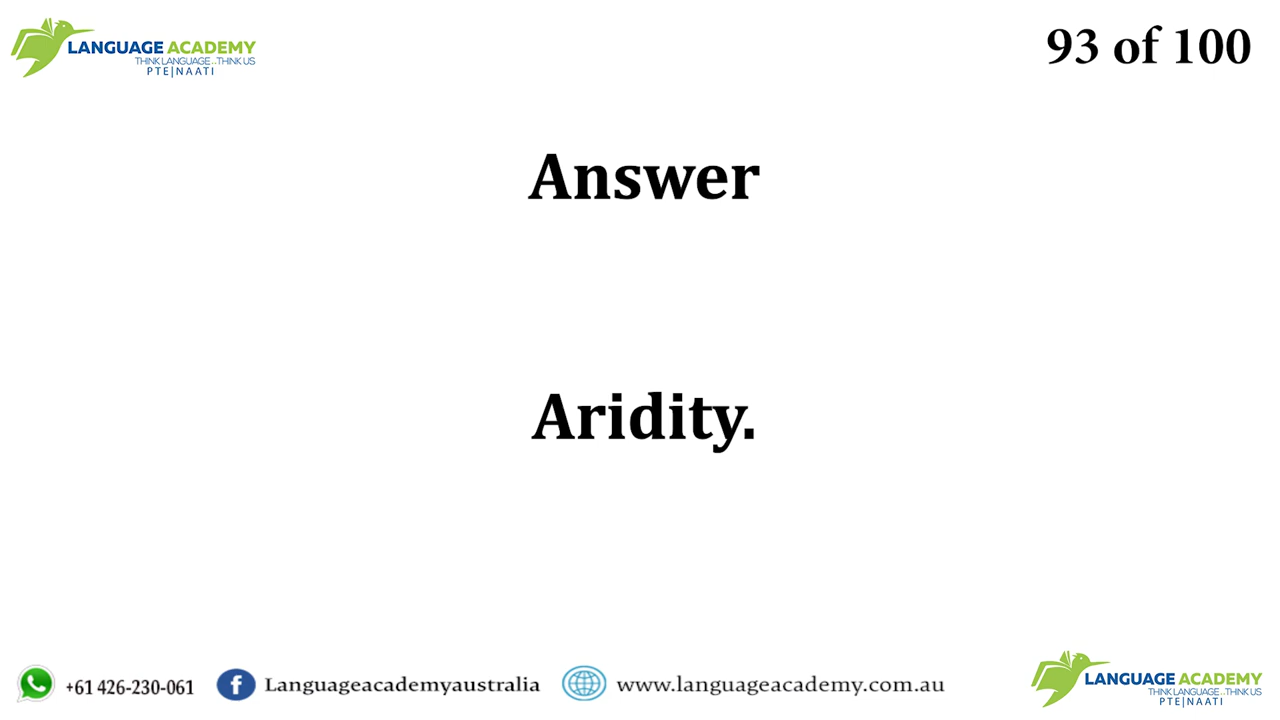 LANGUAGE ACADEMY
THINK LANGUAGE...THINK US
PTE|NAATI
93 of 100
Answer
Aridity.
+61 426-230-061
Languageacademyaustralia
www.languageacademy.com.au
LANGUAGE ACADEMY
THINK LANGUAGE...THINK US
PTE|NAATI